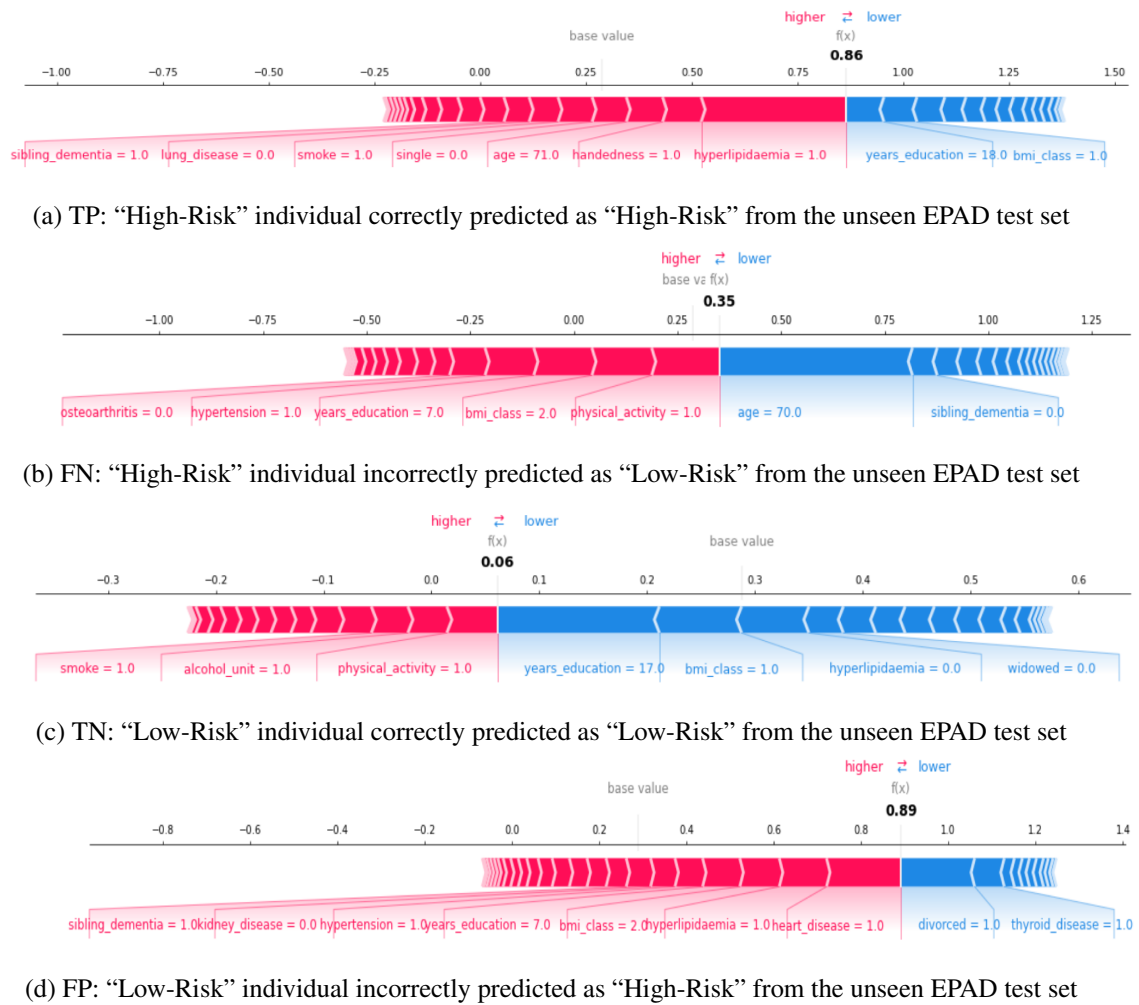 higher ⇄ lower
base value f(x)
0.86
−1.00 −0.75 −0.50 −0.25 0.00 0.25 0.50 0.75 1.00 1.25 1.50
sibling_dementia = 1.0 lung_disease = 0.0 smoke = 1.0 single = 0.0 age = 71.0 handedness = 1.0 hyperlipidaemia = 1.0 years_education = 18.0 bmi_class = 1.0
(a) TP: “High-Risk” individual correctly predicted as “High-Risk” from the unseen EPAD test set
higher ⇄ lower
base va f(x)
0.35
−1.00 −0.75 −0.50 −0.25 0.00 0.25 0.50 0.75 1.00 1.25
osteoarthritis = 0.0 hypertension = 1.0 years_education = 7.0 bmi_class = 2.0 physical_activity = 1.0 age = 70.0 sibling_dementia = 0.0
(b) FN: “High-Risk” individual incorrectly predicted as “Low-Risk” from the unseen EPAD test set
higher ⇄ lower
f(x) base value
0.06
−0.3 −0.2 −0.1 0.0 0.1 0.2 0.3 0.4 0.5 0.6
smoke = 1.0 alcohol_unit = 1.0 physical_activity = 1.0 years_education = 17.0 bmi_class = 1.0 hyperlipidaemia = 0.0 widowed = 0.0
(c) TN: “Low-Risk” individual correctly predicted as “Low-Risk” from the unseen EPAD test set
higher ⇄ lower
base value f(x)
0.89
−0.8 −0.6 −0.4 −0.2 0.0 0.2 0.4 0.6 0.8 1.0 1.2 1.4
sibling_dementia = 1.0 kidney_disease = 0.0 hypertension = 1.0 years_education = 7.0 bmi_class = 2.0 hyperlipidaemia = 1.0 heart_disease = 1.0 divorced = 1.0 thyroid_disease = 1.0
(d) FP: “Low-Risk” individual incorrectly predicted as “High-Risk” from the unseen EPAD test set